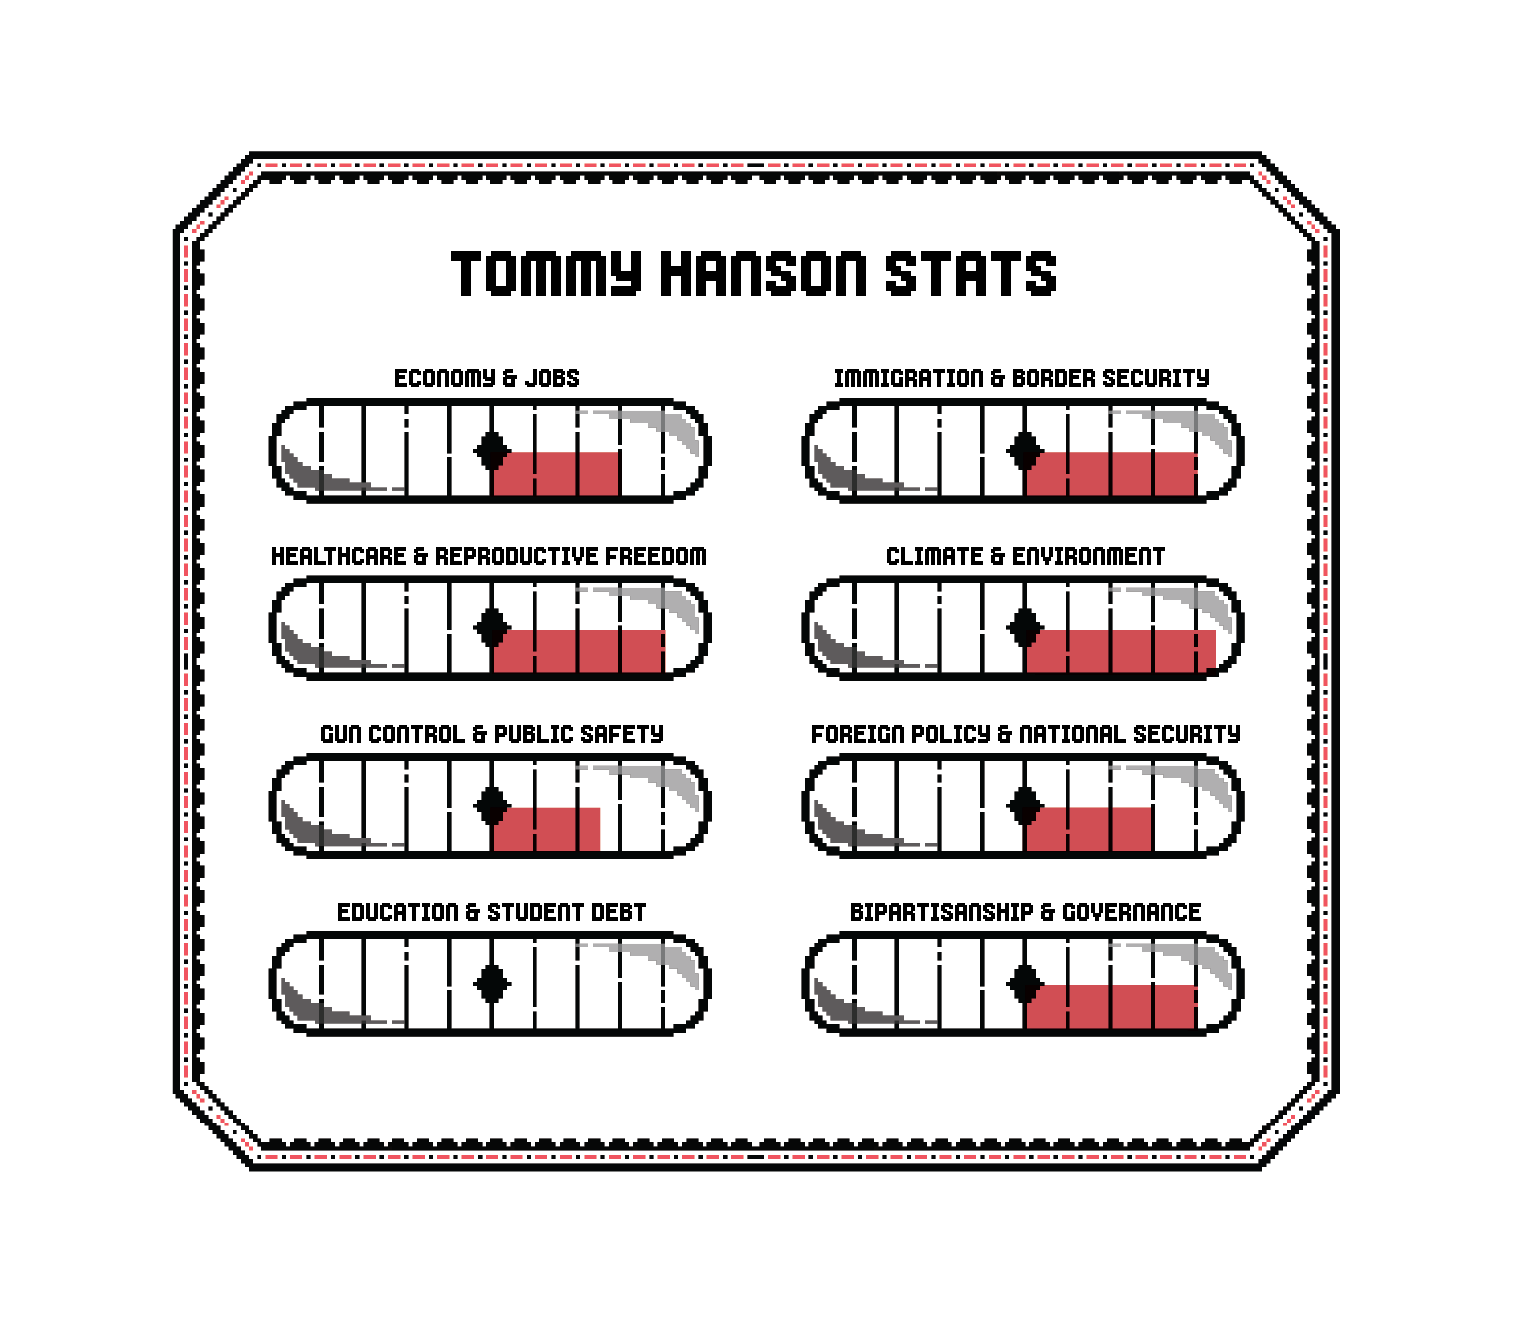 TOMMY HANSON STATS
ECONOMY & JOBS
IMMIGRATION & BORDER SECURITY
HEALTHCARE & REPRODUCTIVE FREEDOM
CLIMATE & ENVIRONMENT
GUN CONTROL & PUBLIC SAFETY
FOREIGN POLICY & NATIONAL SECURITY
EDUCATION & STUDENT DEBT
BIPARTISANSHIP & GOVERNANCE